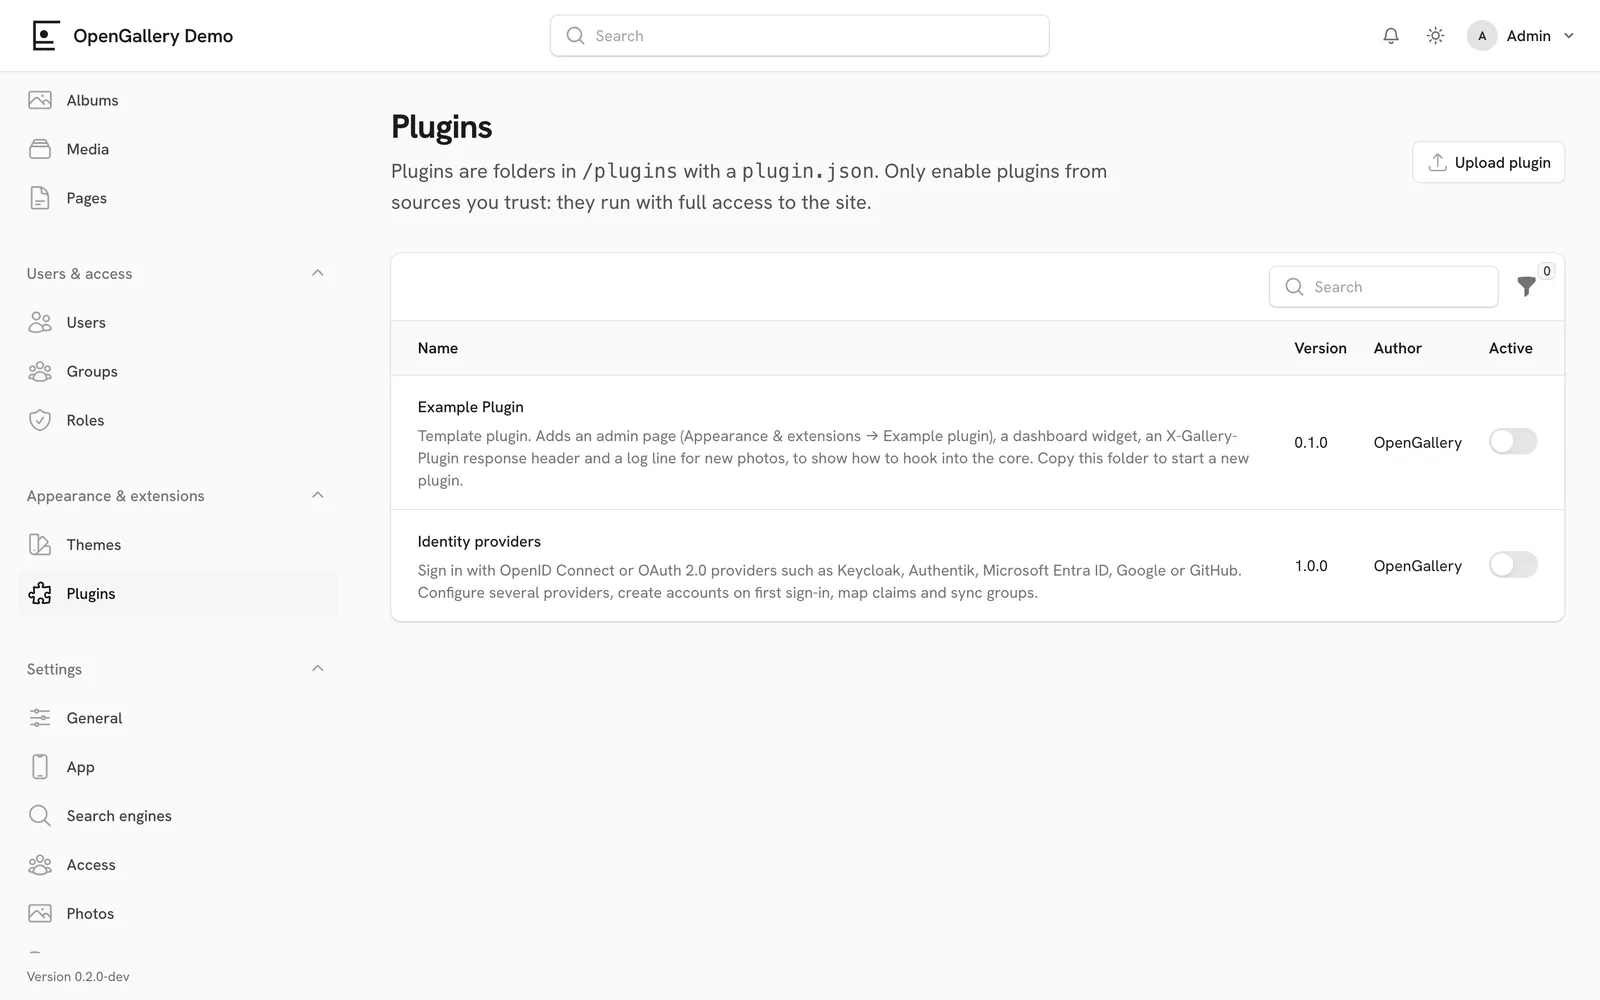 OpenGallery Demo
Search
A
Admin
Albums
Media
Pages
Users & access
Users
Groups
Roles
Appearance & extensions
Themes
Plugins
Settings
General
App
Search engines
Access
Photos
Version 0.2.0-dev
Plugins
Plugins are folders in /plugins with a plugin.json. Only enable plugins from
sources you trust: they run with full access to the site.
Upload plugin
Search
0
Name Version Author Active
Example Plugin
Template plugin. Adds an admin page (Appearance & extensions → Example plugin), a dashboard widget, an X-Gallery-
Plugin response header and a log line for new photos, to show how to hook into the core. Copy this folder to start a new
plugin.
0.1.0
OpenGallery
Identity providers
Sign in with OpenID Connect or OAuth 2.0 providers such as Keycloak, Authentik, Microsoft Entra ID, Google or GitHub.
Configure several providers, create accounts on first sign-in, map claims and sync groups.
1.0.0
OpenGallery